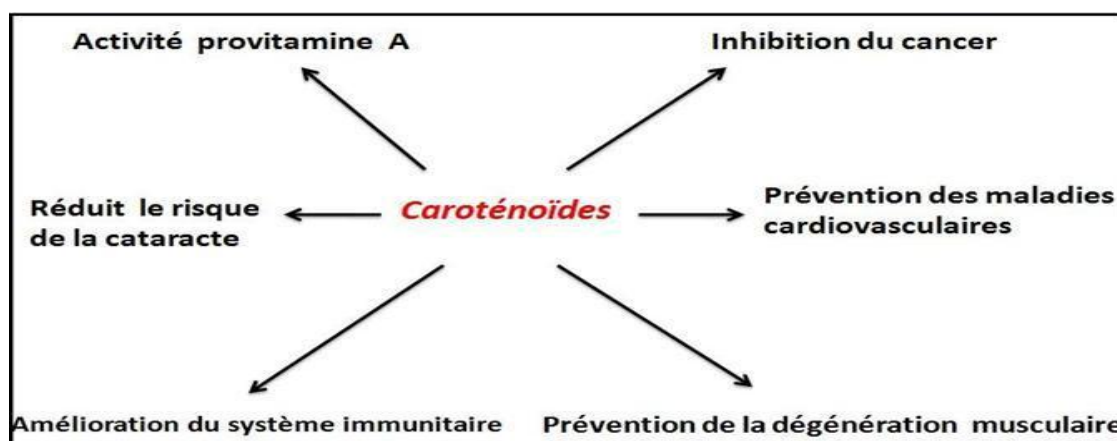 Activité provitamine A
Inhibition du cancer
Réduit le risque
de la cataracte
Caroténoïdes
Prévention des maladies
cardiovasculaires
Amélioration du système immunitaire
Prévention de la dégénération musculaire